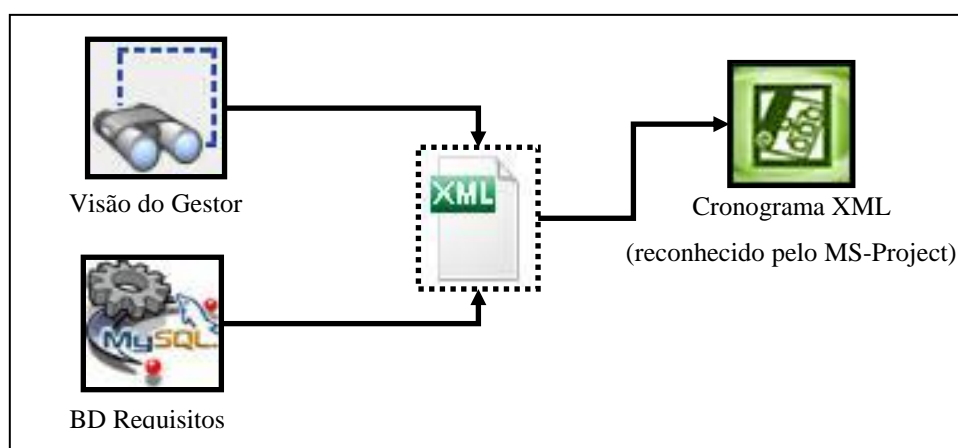 Visão do Gestor
XML
Cronograma XML
(reconhecido pelo MS-Project)
MySQL
BD Requisitos